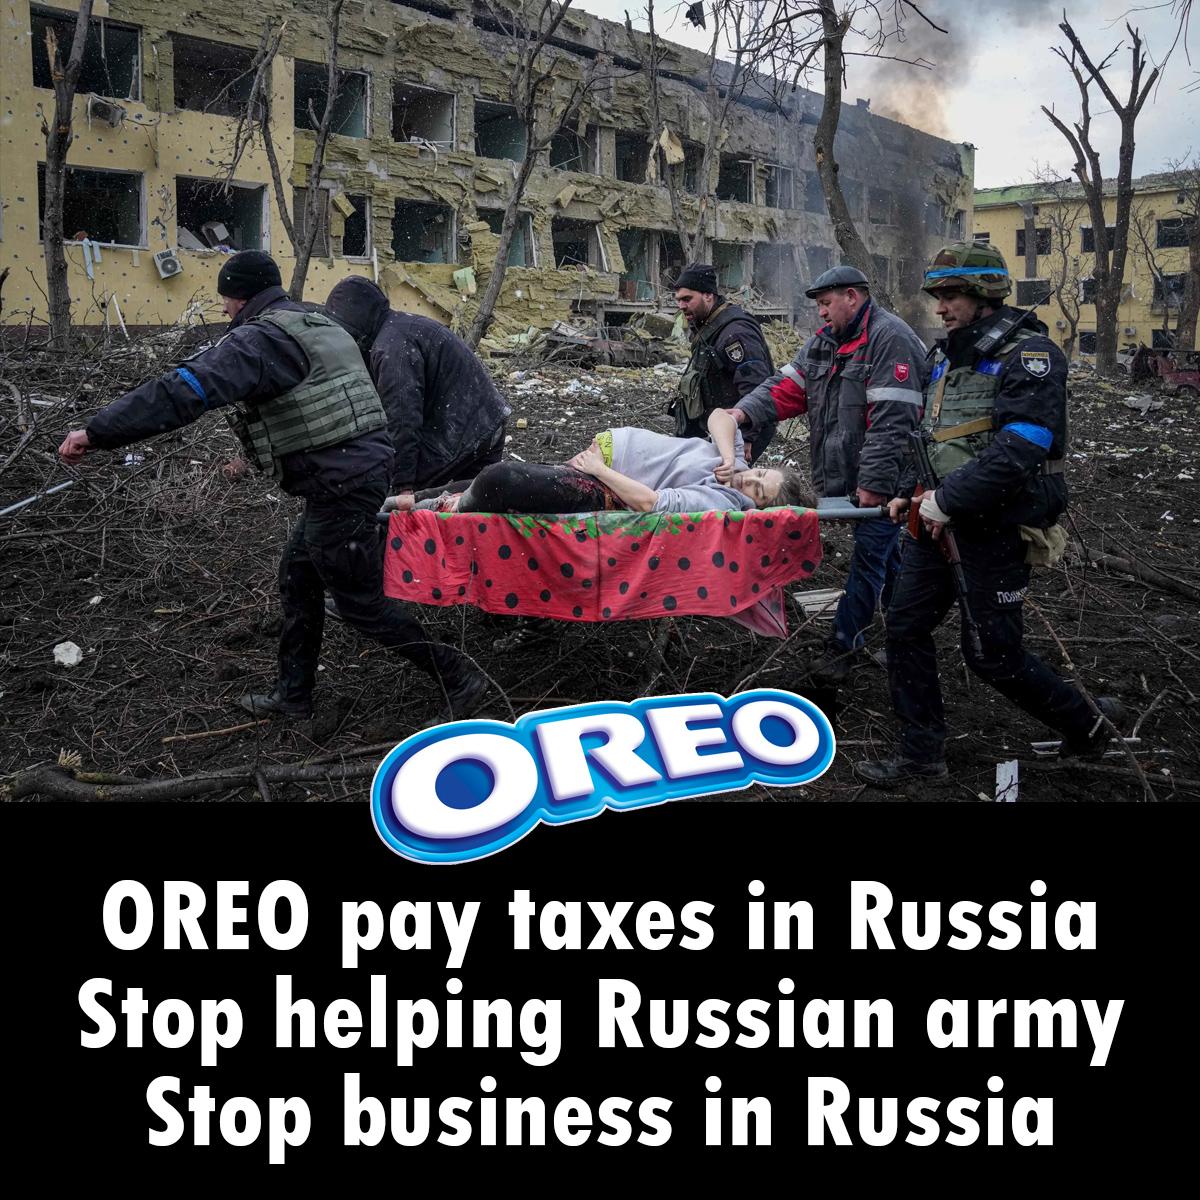 OREO
OREO pay taxes in Russia
Stop helping Russian army
Stop business in Russia